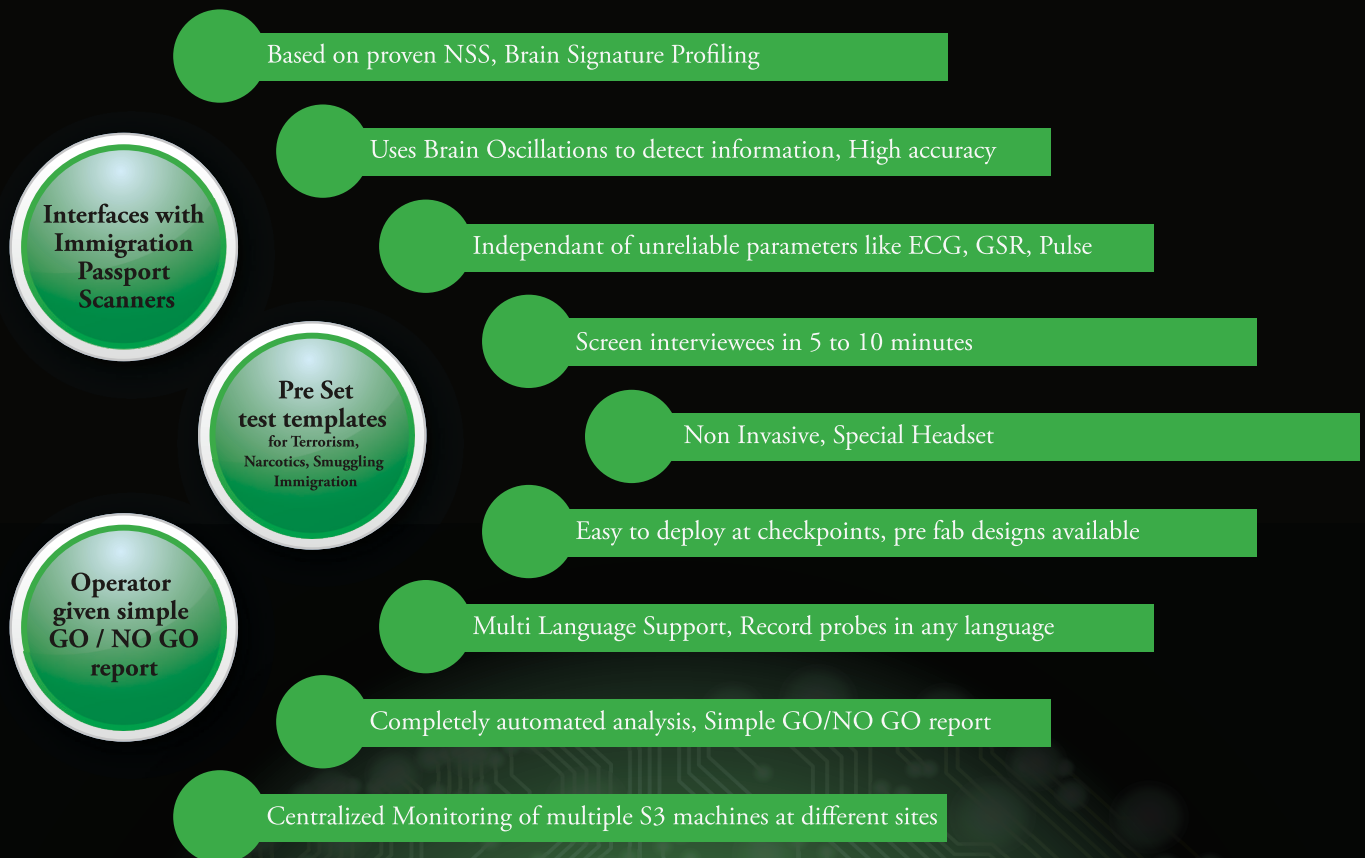 Based on proven NSS, Brain Signature Profiling
Uses Brain Oscillations to detect information, High accuracy
Interfaces with
Immigration
Passport
Scanners
Independant of unreliable parameters like ECG, GSR, Pulse
Screen interviewees in 5 to 10 minutes
Pre Set
test templates
for Terrorism,
Narcotics, Smuggling
Immigration
Non Invasive, Special Headset
Easy to deploy at checkpoints, pre fab designs available
Operator
given simple
GO / NO GO
report
Multi Language Support, Record probes in any language
Completely automated analysis, Simple GO/NO GO report
Centralized Monitoring of multiple S3 machines at different sites